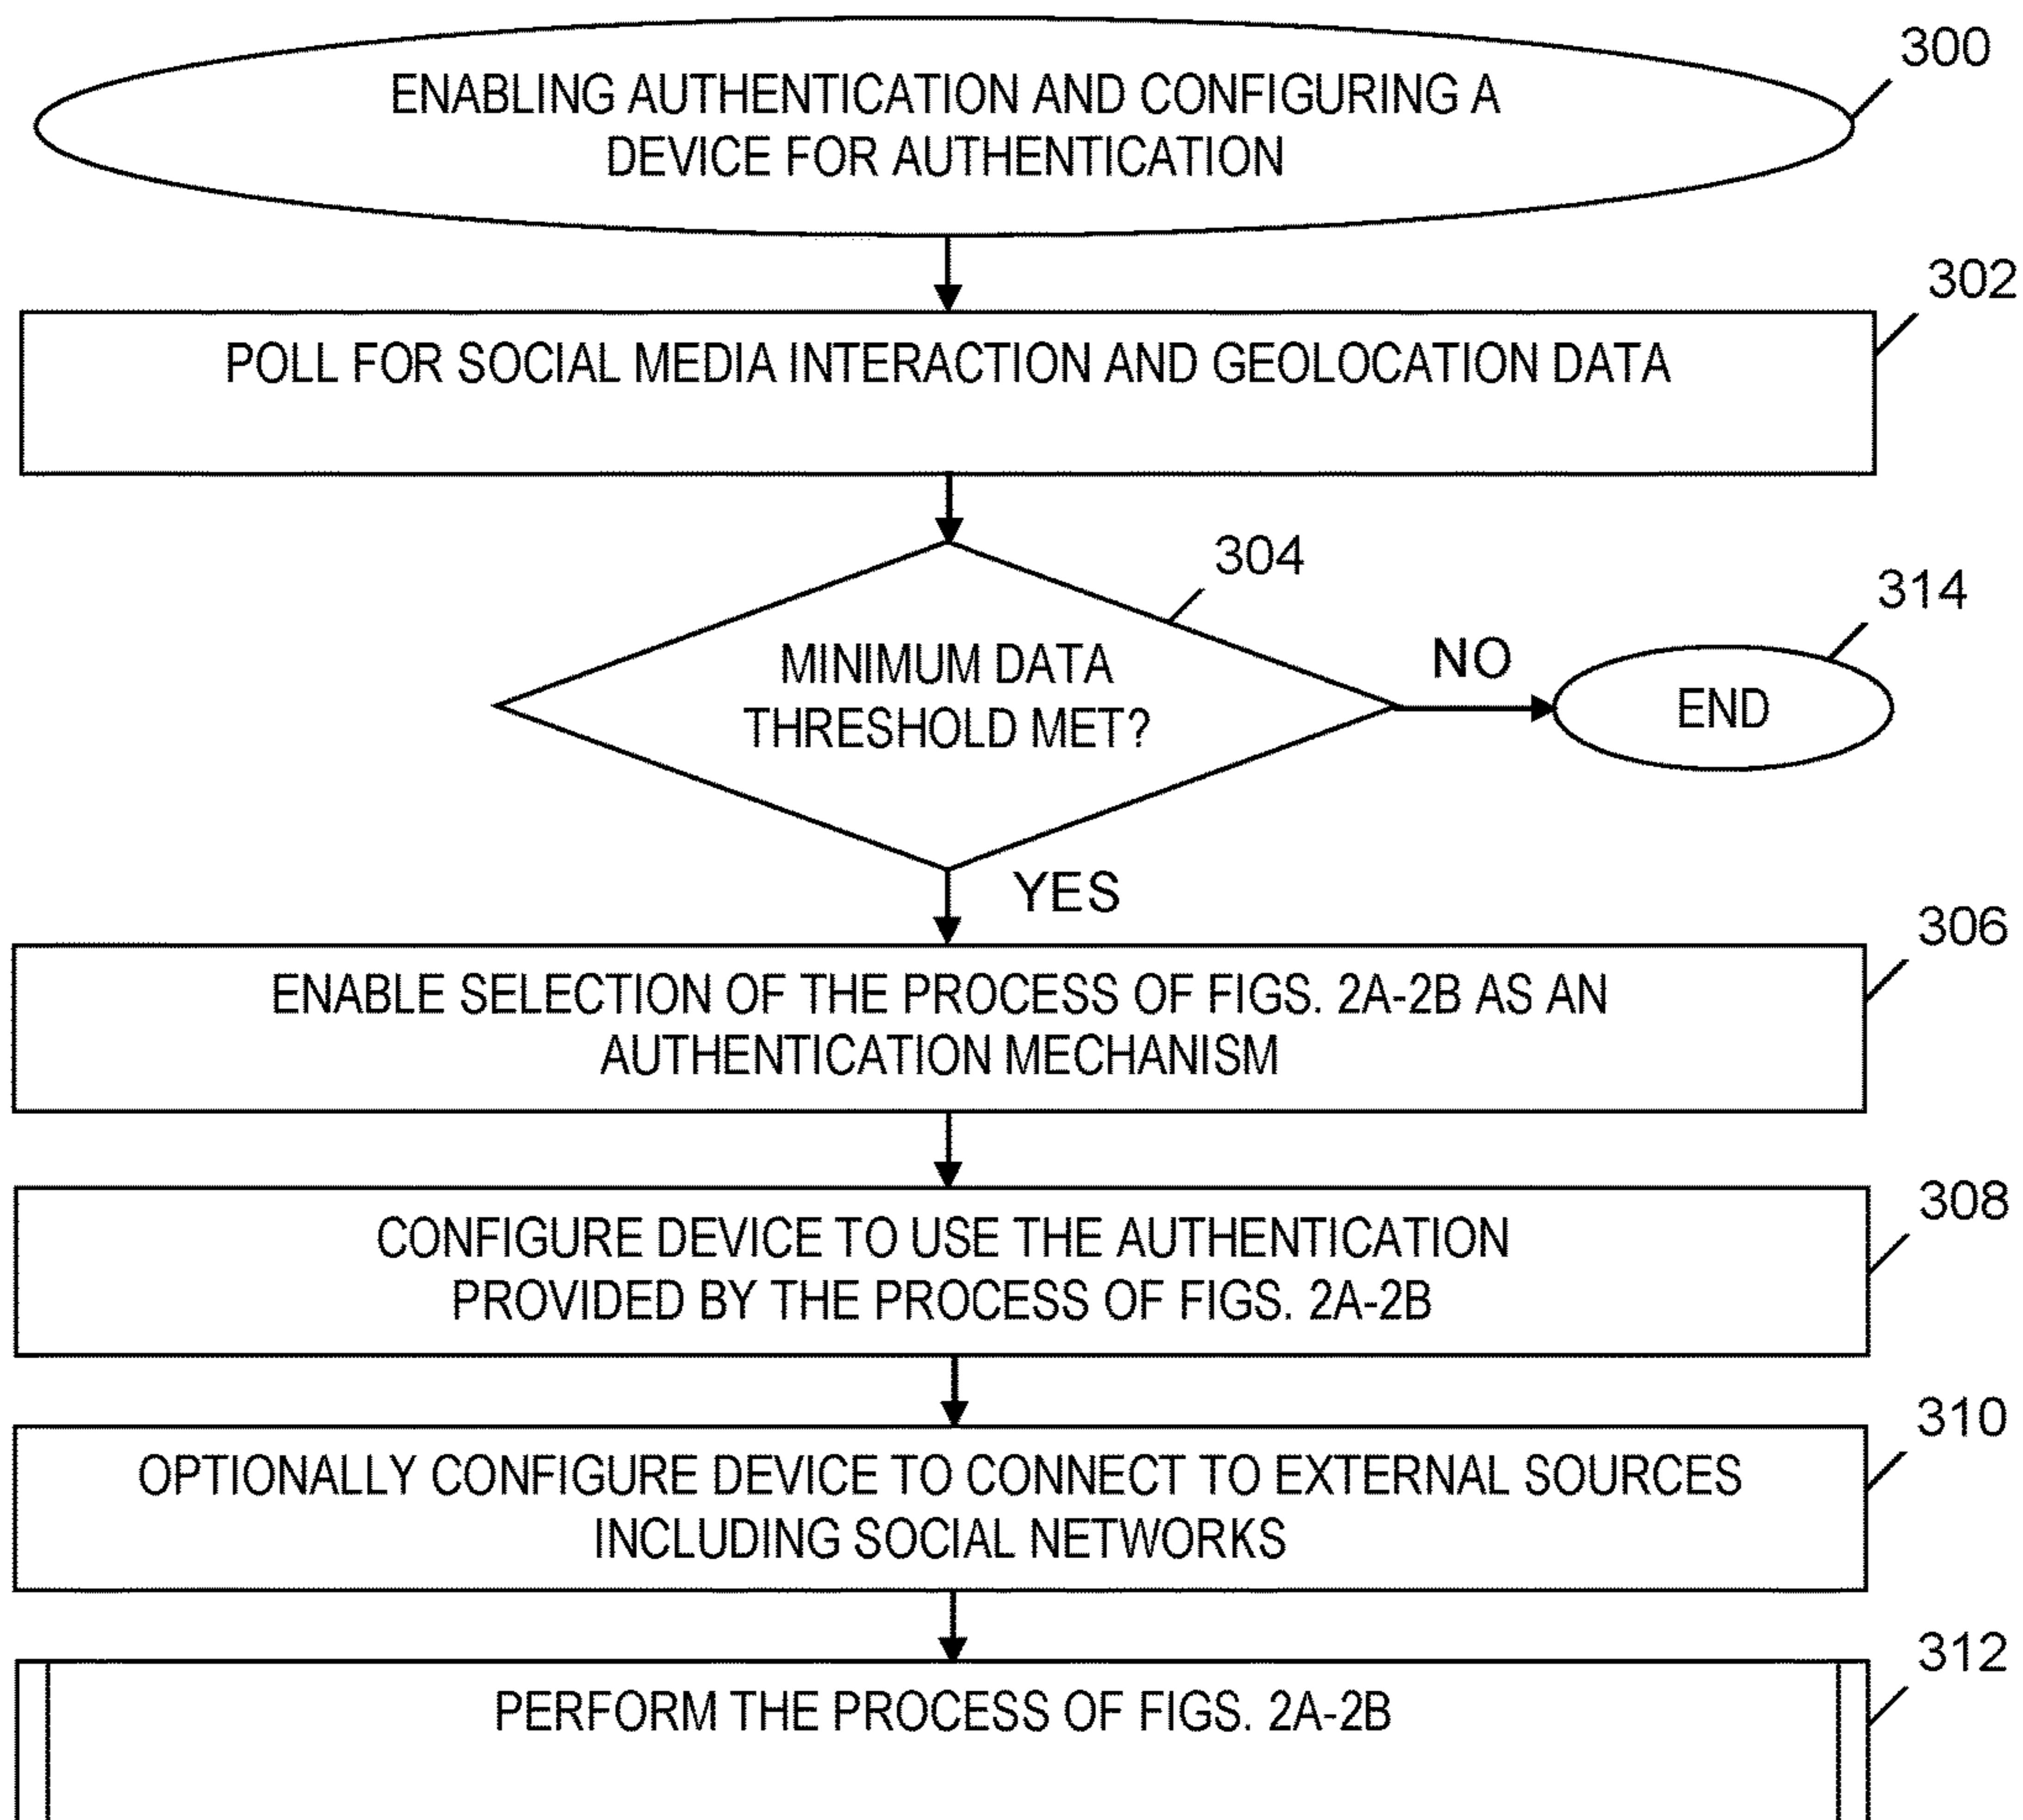 300
ENABLING AUTHENTICATION AND CONFIGURING A
DEVICE FOR AUTHENTICATION
302
POLL FOR SOCIAL MEDIA INTERACTION AND GEOLOCATION DATA
304
314
MINIMUM DATA
THRESHOLD MET?
NO
END
YES
306
ENABLE SELECTION OF THE PROCESS OF FIGS. 2A-2B AS AN
AUTHENTICATION MECHANISM
308
CONFIGURE DEVICE TO USE THE AUTHENTICATION
PROVIDED BY THE PROCESS OF FIGS. 2A-2B
310
OPTIONALLY CONFIGURE DEVICE TO CONNECT TO EXTERNAL SOURCES
INCLUDING SOCIAL NETWORKS
312
PERFORM THE PROCESS OF FIGS. 2A-2B